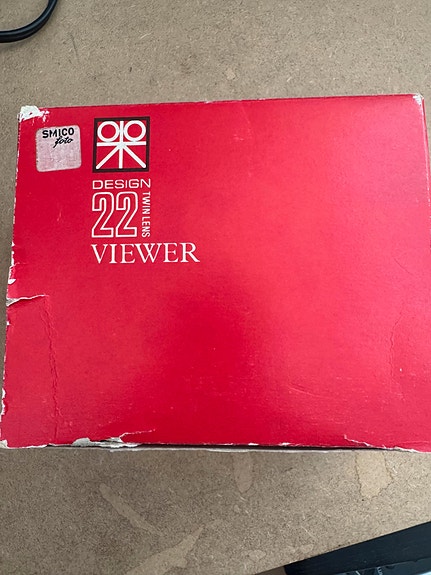 SMICO
foto
DESIGN
22
TWIN LENS
VIEWER